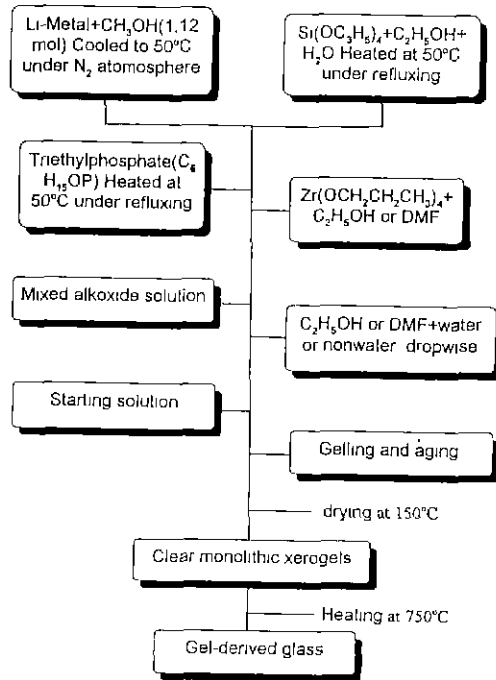 Li-Metal+CH3OH(1.12
mol) Cooled to 50°C
under N2 atomosphere
Si(OC3H5)4+C2H5OH+
H2O Heated at 50°C
under refluxing
Triethylphosphate(C6
H15OP) Heated at
50°C under refluxing
Zr(OCH2CH2CH3)4+
C2H5OH or DMF
Mixed alkoxide solution
C2H5OH or DMF+water
or nonwater dropwise
Starting solution
Gelling and aging
drying at 150°C
Clear monolithic xerogels
Heating at 750°C
Gel-derived glass